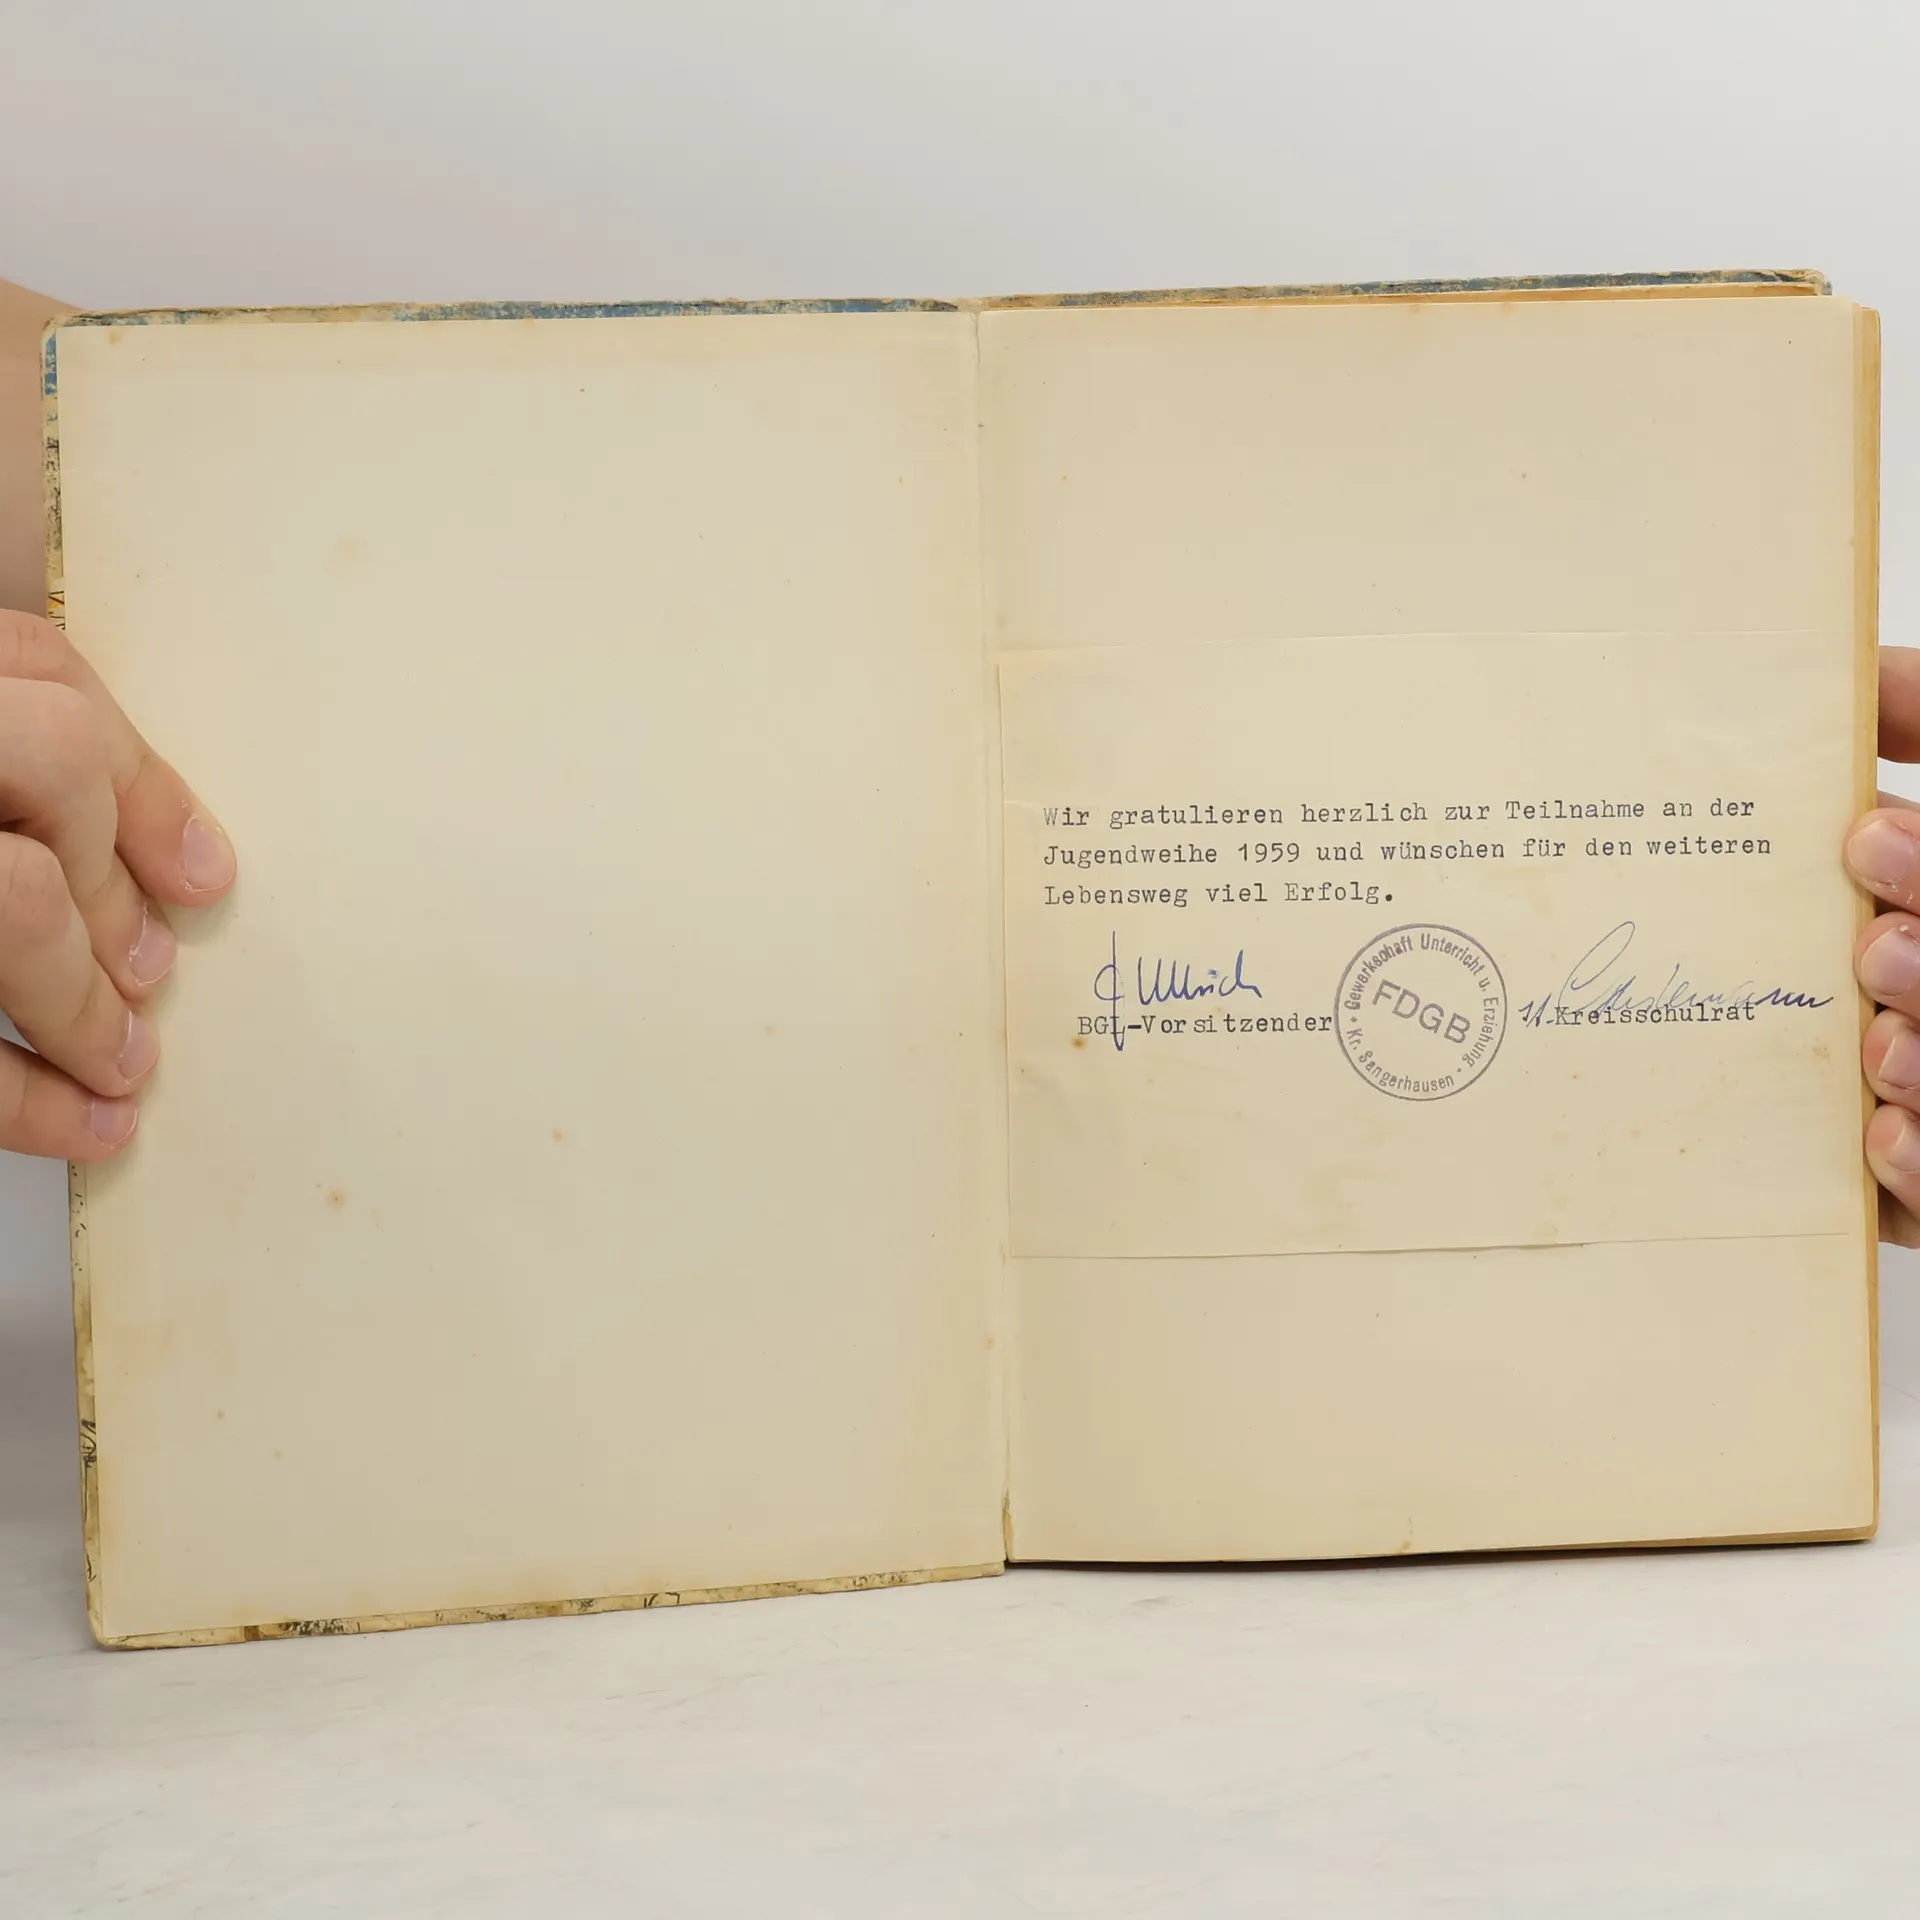 Wir gratulieren herzlich zur Teilnahme an der
Jugendweihe 1959 und wünschen für den weiteren
Lebensweg viel Erfolg.
Ullrich
BGL-Vorsitzender
Gewerkschaft Unterricht u. Erziehung
FDGB
Kr. Sangerhausen
Kreisschulrat